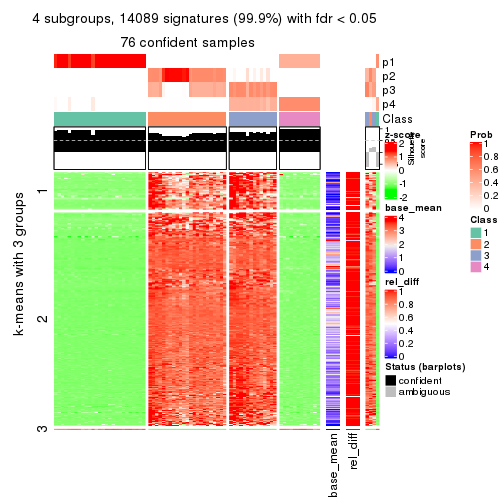 4 subgroups, 14089 signatures (99.9%) with fdr < 0.05
76 confident samples
p1
p2
p3
p4
Class
1
0.5
0
Silhouette
score
k-means with 3 groups
1
2
3
base_mean
rel_diff
z-score
2
1
0
-1
-2
base_mean
4
3
2
1
0
rel_diff
1
0.8
0.6
0.4
0.2
0
Status (barplots)
confident
ambiguous
Prob
1
0.8
0.6
0.4
0.2
0
Class
1
2
3
4